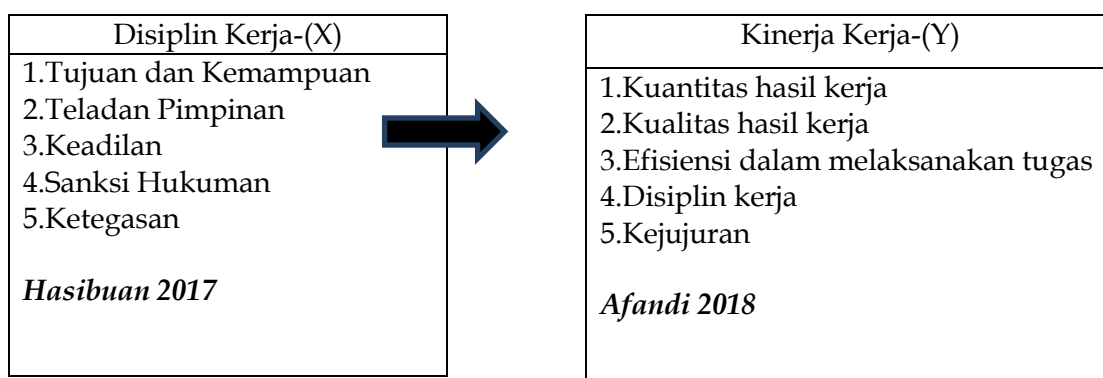 Disiplin Kerja-(X)
1.Tujuan dan Kemampuan
2.Teladan Pimpinan
3.Keadilan
4.Sanksi Hukuman
5.Ketegasan
Hasibuan 2017
Kinerja Kerja-(Y)
1.Kuantitas hasil kerja
2.Kualitas hasil kerja
3.Efisiensi dalam melaksanakan tugas
4.Disiplin kerja
5.Kejujuran
Afandi 2018